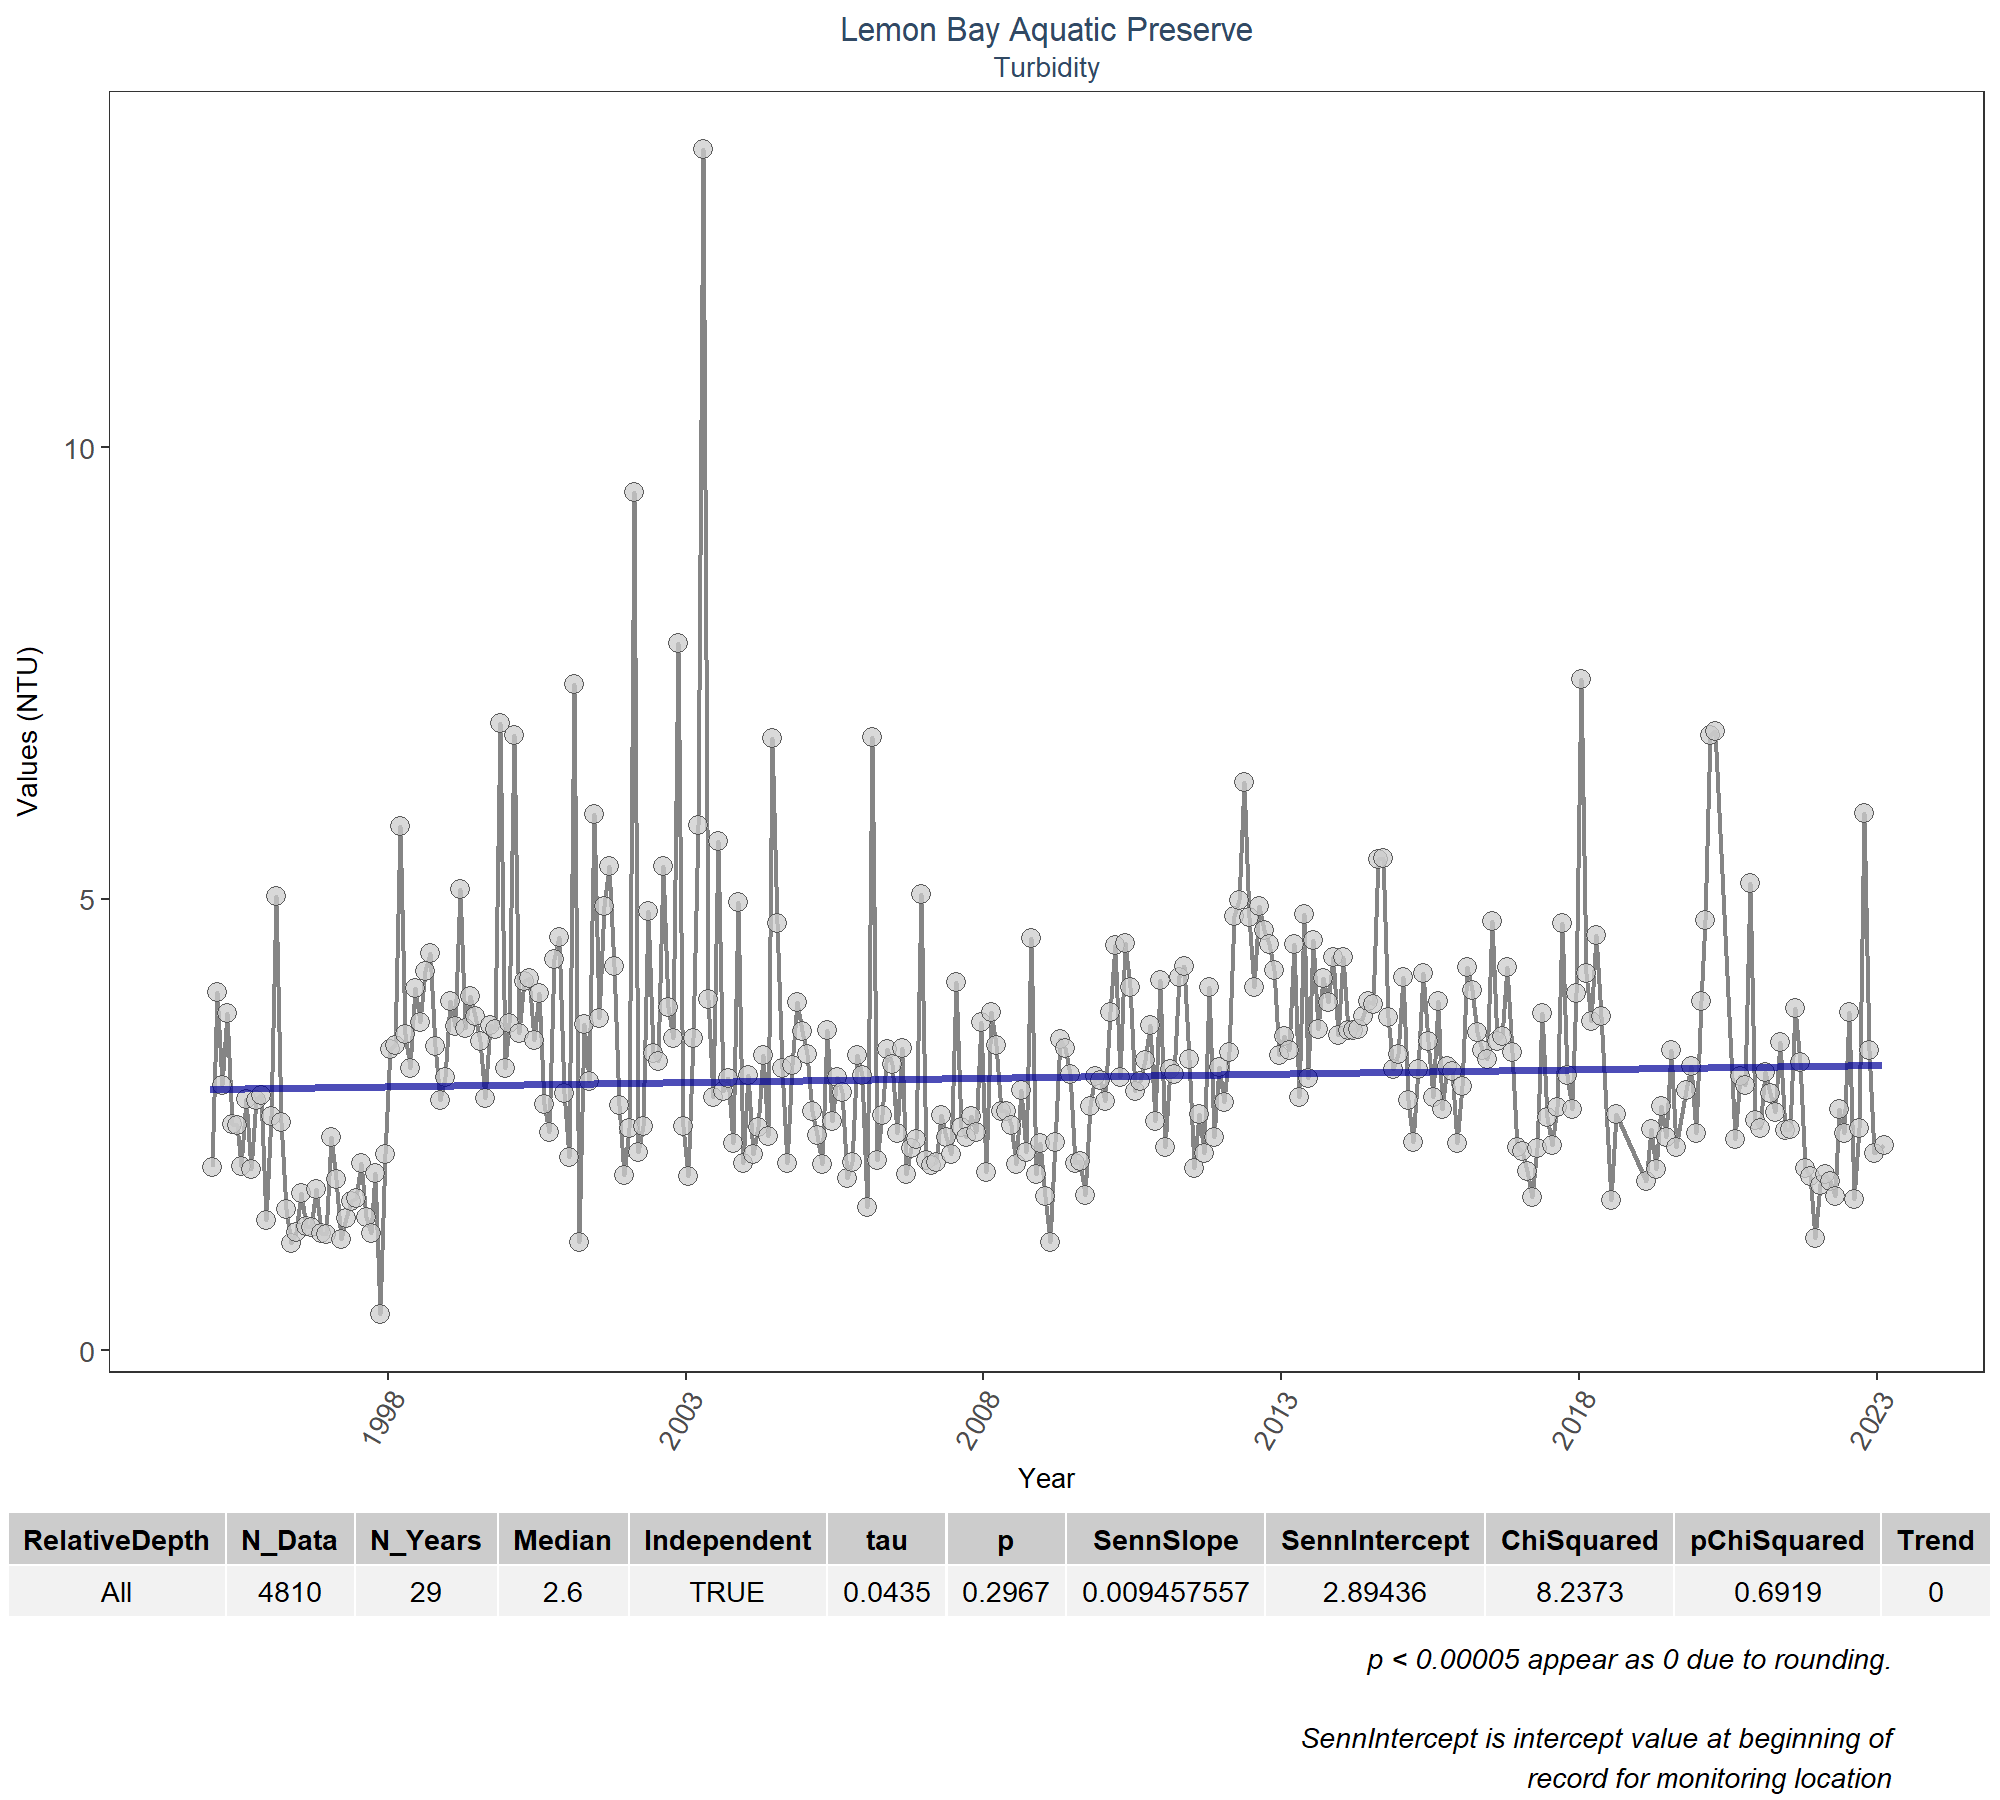 Lemon Bay Aquatic Preserve
Turbidity
Values (NTU)
10
5
0
1998
2003
2008
2013
2018
2023
Year
RelativeDepth N_Data N_Years Median Independent tau p SennSlope SennIntercept ChiSquared pChiSquared Trend
All 4810 29 2.6 TRUE 0.0435 0.2967 0.009457557 2.89436 8.2373 0.6919 0
p < 0.00005 appear as 0 due to rounding.
SennIntercept is intercept value at beginning of
record for monitoring location